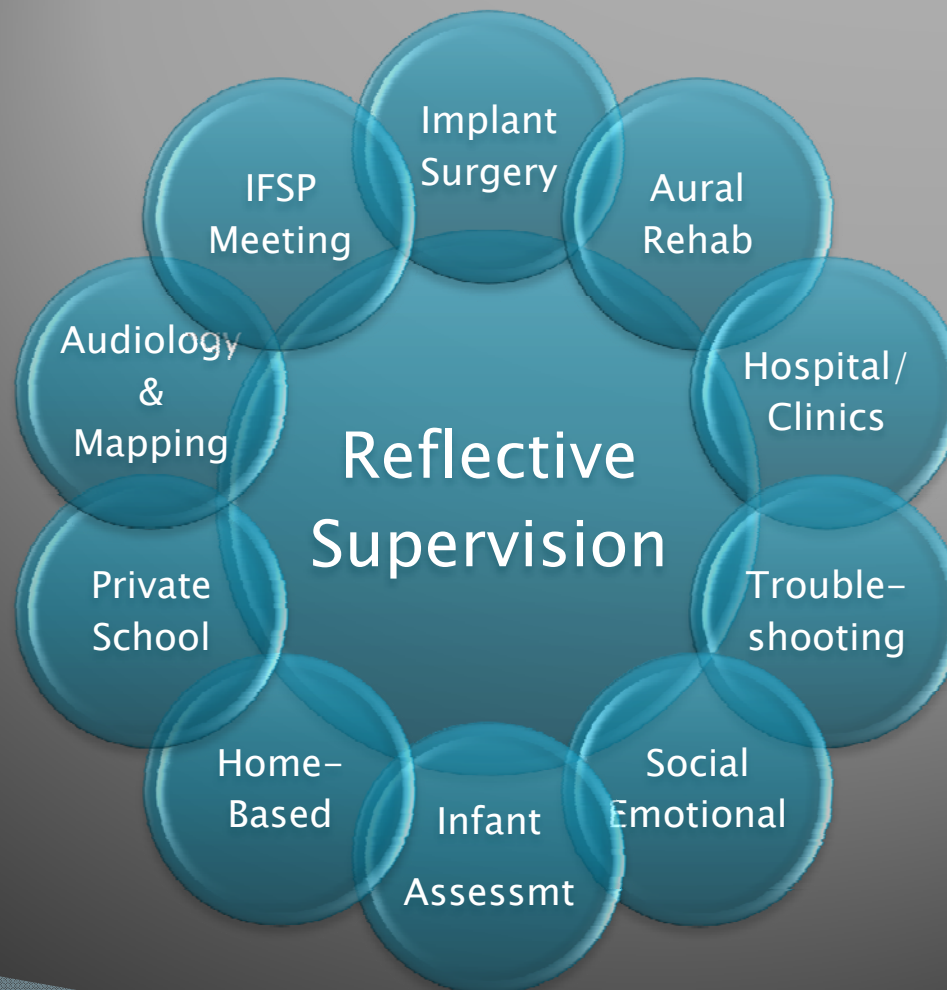 Implant
Surgery
Aural
Rehab
Hospital/
Clinics
Trouble-
shooting
Social
Emotional
Infant
Assessmt
Home-
Based
Private
School
Audiology
&
Mapping
IFSP
Meeting
Reflective
Supervision